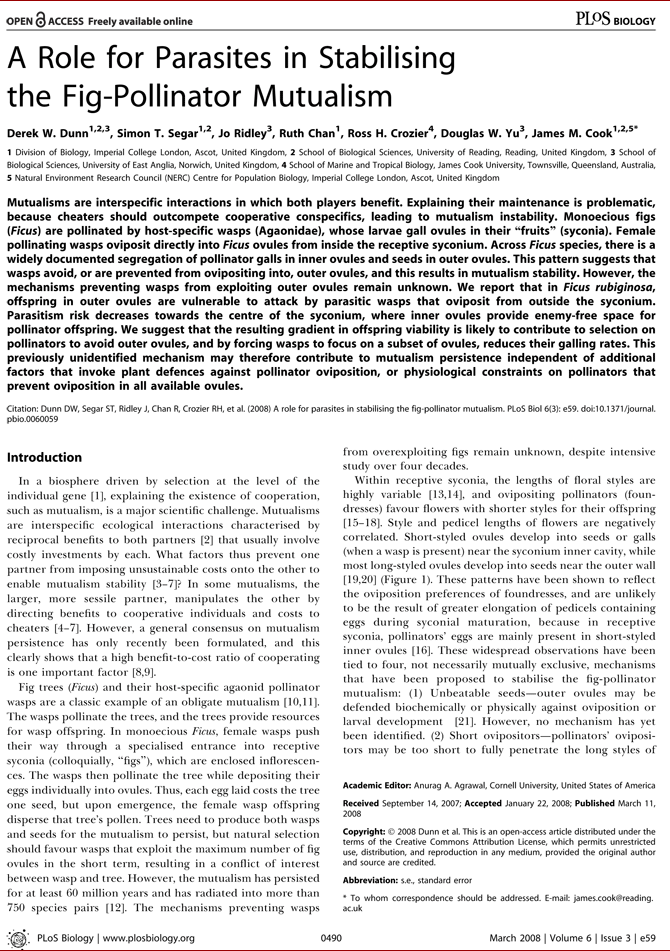 OPEN ACCESS Freely available online
PLoS BIOLOGY
A Role for Parasites in Stabilising
the Fig-Pollinator Mutualism
Derek W. Dunn1,2,3, Simon T. Segar1,2, Jo Ridley3, Ruth Chan1, Ross H. Crozier4, Douglas W. Yu3, James M. Cook1,2,5*
1 Division of Biology, Imperial College London, Ascot, United Kingdom, 2 School of Biological Sciences, University of Reading, Reading, United Kingdom, 3 School of
Biological Sciences, University of East Anglia, Norwich, United Kingdom, 4 School of Marine and Tropical Biology, James Cook University, Townsville, Queensland, Australia,
5 Natural Environment Research Council (NERC) Centre for Population Biology, Imperial College London, Ascot, United Kingdom
Mutualisms are interspecific interactions in which both players benefit. Explaining their maintenance is problematic,
because cheaters should outcompete cooperative conspecifics, leading to mutualism instability. Monoecious figs
(Ficus) are pollinated by host-specific wasps (Agaonidae), whose larvae gall ovules in their “fruits” (syconia). Female
pollinating wasps oviposit directly into Ficus ovules from inside the receptive syconium. Across Ficus species, there is a
widely documented segregation of pollinator galls in inner ovules and seeds in outer ovules. This pattern suggests that
wasps avoid, or are prevented from ovipositing into, outer ovules, and this results in mutualism stability. However, the
mechanisms preventing wasps from exploiting outer ovules remain unknown. We report that in Ficus rubiginosa,
offspring in outer ovules are vulnerable to attack by parasitic wasps that oviposit from outside the syconium.
Parasitism risk decreases towards the centre of the syconium, where inner ovules provide enemy-free space for
pollinator offspring. We suggest that the resulting gradient in offspring viability is likely to contribute to selection on
pollinators to avoid outer ovules, and by forcing wasps to focus on a subset of ovules, reduces their galling rates. This
previously unidentified mechanism may therefore contribute to mutualism persistence independent of additional
factors that invoke plant defences against pollinator oviposition, or physiological constraints on pollinators that
prevent oviposition in all available ovules.
Citation: Dunn DW, Segar ST, Ridley J, Chan R, Crozier RH, et al. (2008) A role for parasites in stabilising the fig-pollinator mutualism. PLoS Biol 6(3): e59. doi:10.1371/journal.
pbio.0060059
Introduction
In a biosphere driven by selection at the level of the
individual gene [1], explaining the existence of cooperation,
such as mutualism, is a major scientific challenge. Mutualisms
are interspecific ecological interactions characterised by
reciprocal benefits to both partners [2] that usually involve
costly investments by each. What factors thus prevent one
partner from imposing unsustainable costs onto the other to
enable mutualism stability [3–7]? In some mutualisms, the
larger, more sessile partner, manipulates the other by
directing benefits to cooperative individuals and costs to
cheaters [4–7]. However, a general consensus on mutualism
persistence has only recently been formulated, and this
clearly shows that a high benefit-to-cost ratio of cooperating
is one important factor [8,9].
Fig trees (Ficus) and their host-specific agaonid pollinator
wasps are a classic example of an obligate mutualism [10,11].
The wasps pollinate the trees, and the trees provide resources
for wasp offspring. In monoecious Ficus, female wasps push
their way through a specialised entrance into receptive
syconia (colloquially, “figs”), which are enclosed inflorescen-
ces. The wasps then pollinate the tree while depositing their
eggs individually into ovules. Thus, each egg laid costs the tree
one seed, but upon emergence, the female wasp offspring
disperse that tree's pollen. Trees need to produce both wasps
and seeds for the mutualism to persist, but natural selection
should favour wasps that exploit the maximum number of fig
ovules in the short term, resulting in a conflict of interest
between wasp and tree. However, the mutualism has persisted
for at least 60 million years and has radiated into more than
750 species pairs [12]. The mechanisms preventing wasps
from overexploiting figs remain unknown, despite intensive
study over four decades.
Within receptive syconia, the lengths of floral styles are
highly variable [13,14], and ovipositing pollinators (foun-
dresses) favour flowers with shorter styles for their offspring
[15–18]. Style and pedicel lengths of flowers are negatively
correlated. Short-styled ovules develop into seeds or galls
(when a wasp is present) near the syconium inner cavity, while
most long-styled ovules develop into seeds near the outer wall
[19,20] (Figure 1). These patterns have been shown to reflect
the oviposition preferences of foundresses, and are unlikely
to be the result of greater elongation of pedicels containing
eggs during syconial maturation, because in receptive
syconia, pollinators' eggs are mainly present in short-styled
inner ovules [16]. These widespread observations have been
tied to four, not necessarily mutually exclusive, mechanisms
that have been proposed to stabilise the fig-pollinator
mutualism: (1) Unbeatable seeds—outer ovules may be
defended biochemically or physically against oviposition or
larval development [21]. However, no mechanism has yet
been identified. (2) Short ovipositors—pollinators' oviposi-
tors may be too short to fully penetrate the long styles of
Academic Editor: Anurag A. Agrawal, Cornell University, United States of America
Received September 14, 2007; Accepted January 22, 2008; Published March 11,
2008
Copyright: © 2008 Dunn et al. This is an open-access article distributed under the
terms of the Creative Commons Attribution License, which permits unrestricted
use, distribution, and reproduction in any medium, provided the original author
and source are credited.
Abbreviation: s.e., standard error
* To whom correspondence should be addressed. E-mail: james.cook@reading.
ac.uk
PLoS Biology | www.plosbiology.org
0490
March 2008 | Volume 6 | Issue 3 | e59